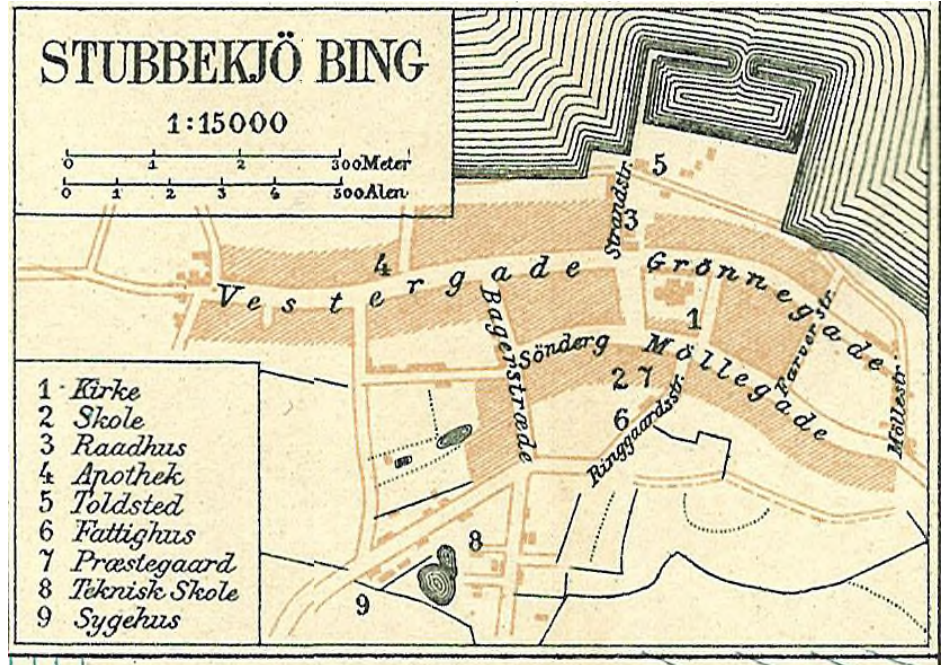 STUBBEKJÖBING
1:15000
0 1 2 300 Meter
0 1 2 3 4 500 Alen
5
Strandstr.
3
4
Vestergade
Grönnegade
Bagerstræde
1
Sönderg
Möllegade
Farverstr.
Möllestr.
2 7
6
Ringgaardsstr.
8
9
1 Kirke
2 Skole
3 Raadhus
4 Apothek
5 Toldsted
6 Fattighus
7 Præstegaard
8 Teknisk Skole
9 Sygehus